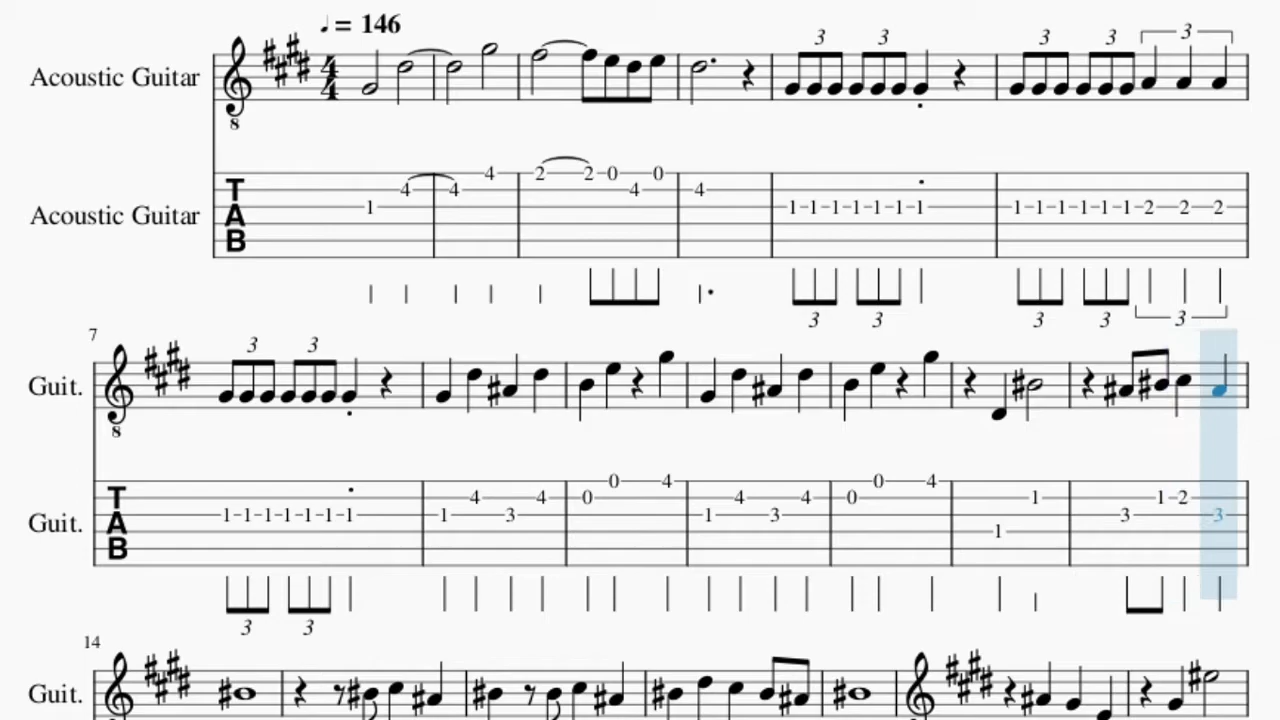 ♩ = 146
3 3 3 3 3
Acoustic Guitar
4
4
8
4 2 2 0 0
T 4 4 4 4
Acoustic Guitar
A 1 1 1 1 1 1 1 1 1 1 1 1 1 1 2 2 2
B
3 3 3 3 3
7
3 3
Guit.
8
0 4 0 4
T 4 4 0 4 4 0 1 1 2
Guit.
A 1 1 1 1 1 1 1 1 3 1 3 3 3
1
B
3 3
14
Guit.